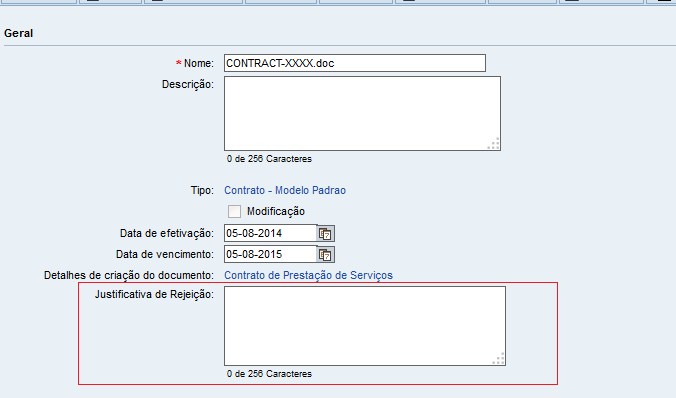 Geral
* Nome: CONTRACT-XXXX.doc
Descrição:
0 de 256 Caracteres
Tipo: Contrato - Modelo Padrao
Modificação
Data de efetivação: 05-08-2014
Data de vencimento: 05-08-2015
Detalhes de criação do documento: Contrato de Prestação de Serviços
Justificativa de Rejeição:
0 de 256 Caracteres